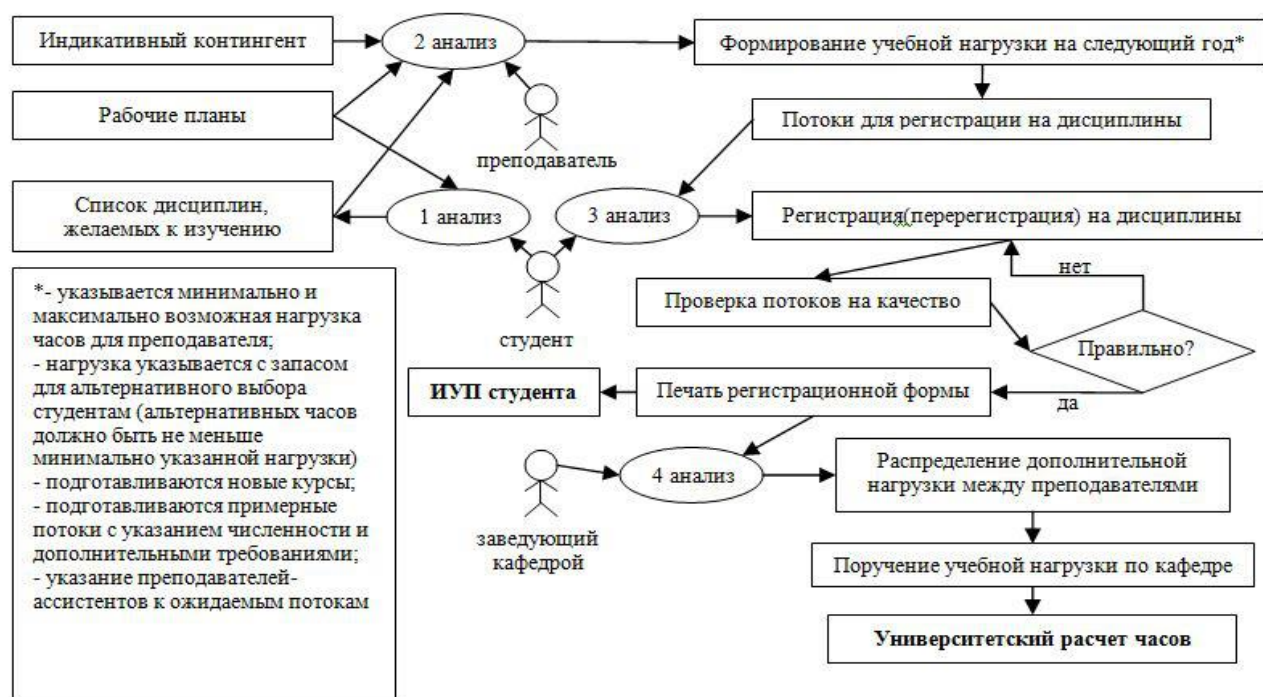 Индикативный контингент
2 анализ
Формирование учебной нагрузки на следующий год*
Рабочие планы
Потоки для регистрации на дисциплины
преподаватель
Список дисциплин,
желаемых к изучению
1 анализ
3 анализ
Регистрация(перерегистрация) на дисциплины
нет
Проверка потоков на качество
студент
Правильно?
ИУП студента
Печать регистрационной формы
да
*- указывается минимально и
максимально возможная нагрузка
часов для преподавателя;
- нагрузка указывается с запасом
для альтернативного выбора
студентам (альтернативных часов
должно быть не меньше
минимально указанной нагрузки)
- подготавливаются новые курсы;
- подготавливаются примерные
потоки с указанием численности и
дополнительными требованиями;
- указание преподавателей-
ассистентов к ожидаемым потокам
4 анализ
Распределение дополнительной
нагрузки между преподавателями
заведующий
кафедрой
Поручение учебной нагрузки по кафедре
Университетский расчет часов